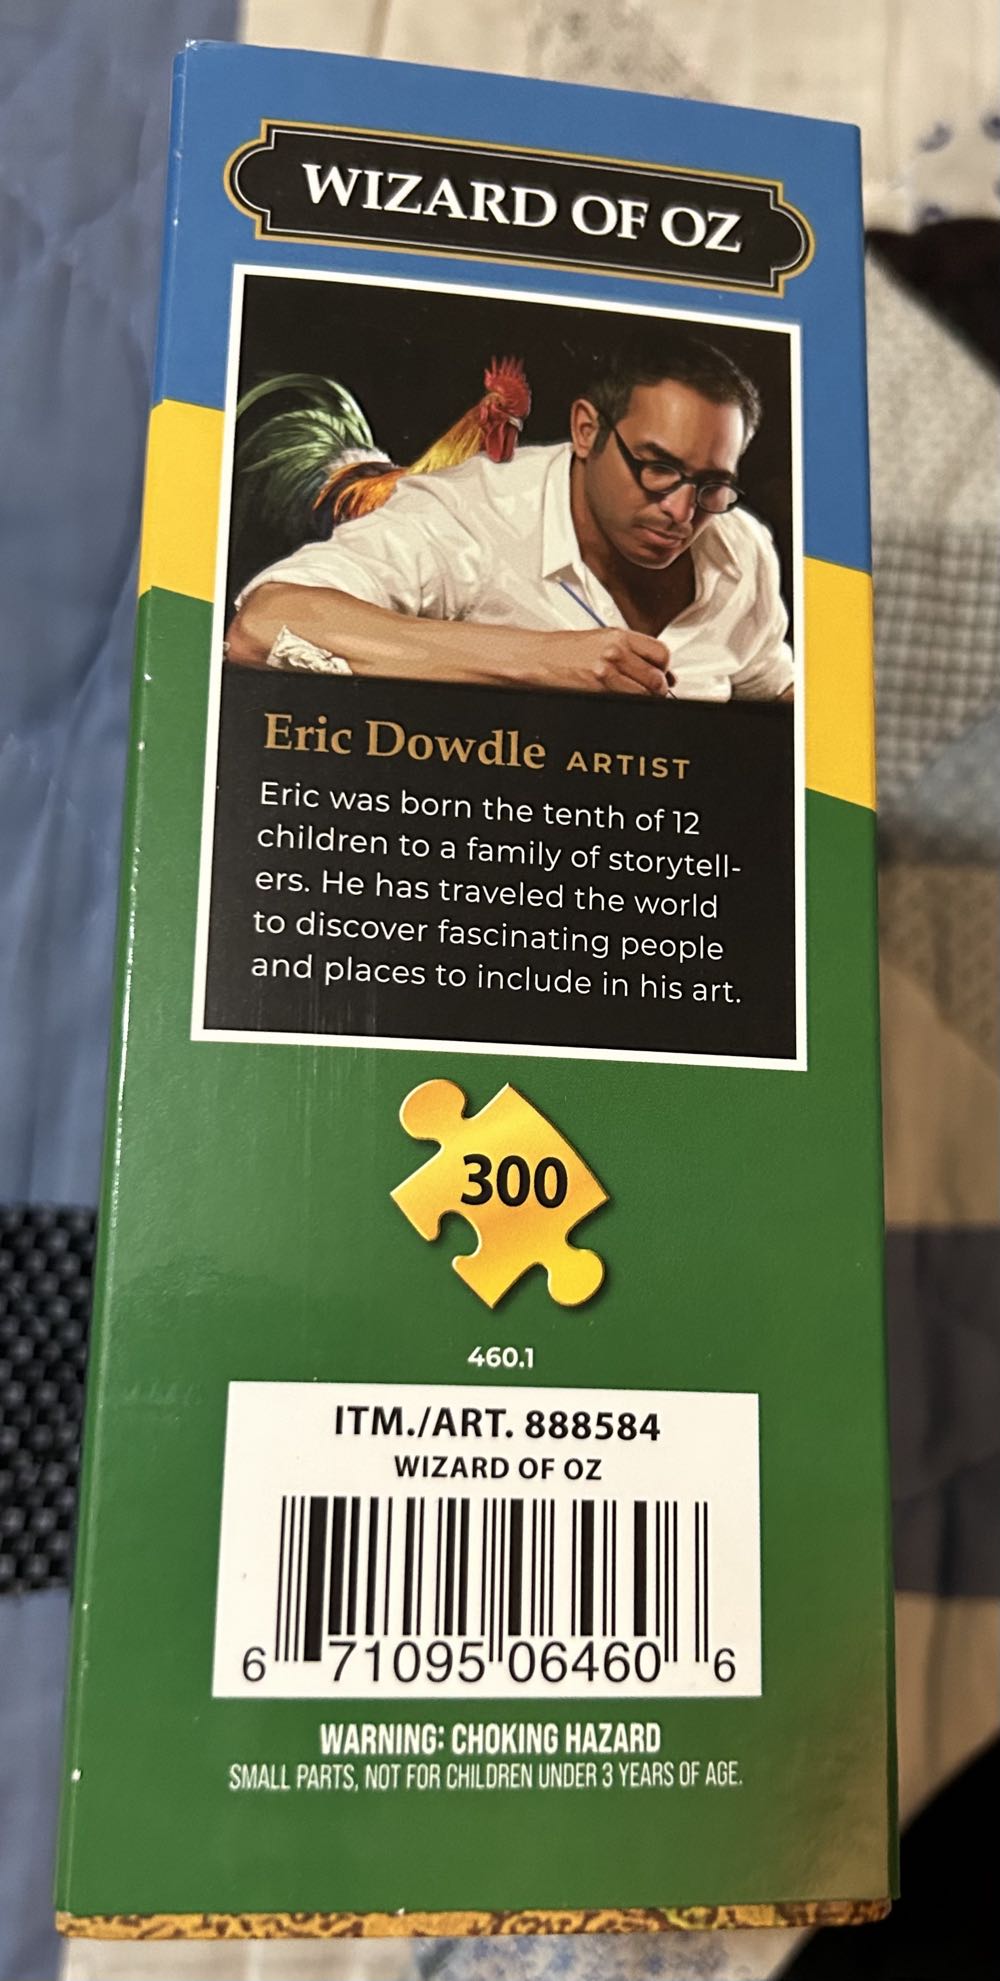 WIZARD OF OZ
Eric Dowdle ARTIST
Eric was born the tenth of 12
children to a family of storytell-
ers. He has traveled the world
to discover fascinating people
and places to include in his art.
300
460.1
ITM./ART. 888584
WIZARD OF OZ
6 71095 06460 6
WARNING: CHOKING HAZARD
SMALL PARTS, NOT FOR CHILDREN UNDER 3 YEARS OF AGE.